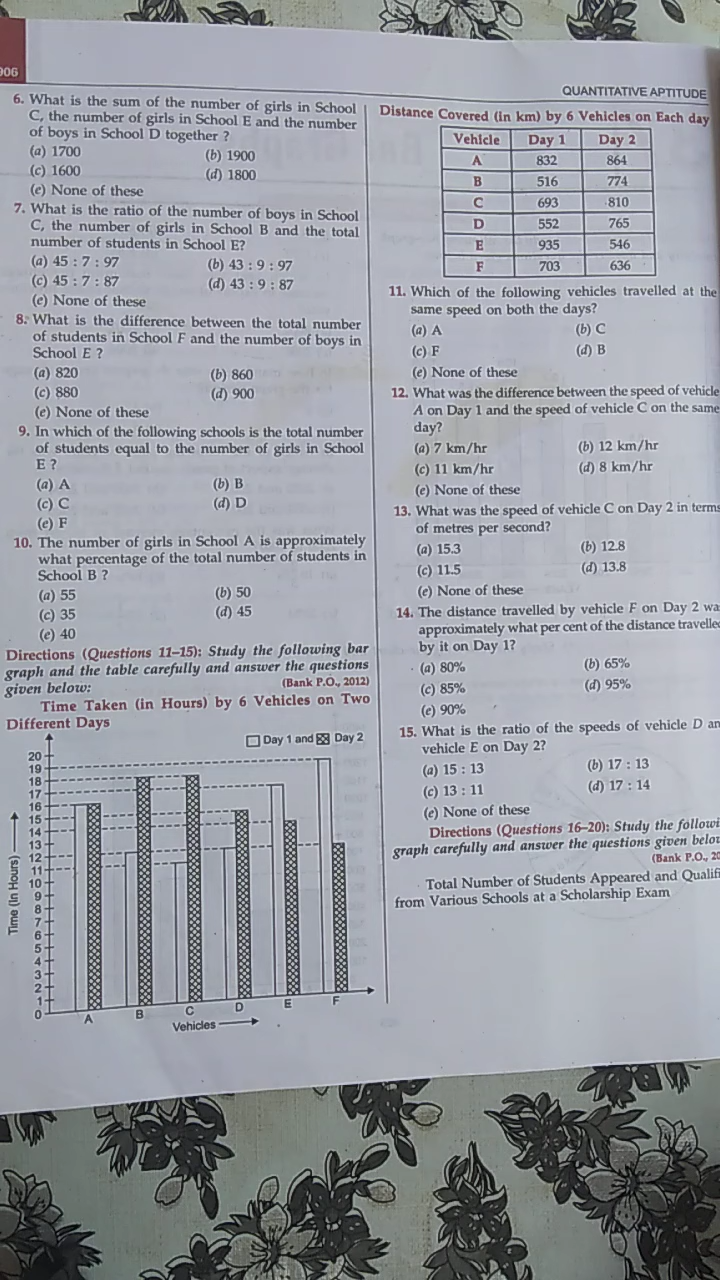 906
QUANTITATIVE APTITUDE
6. What is the sum of the number of girls in School
C, the number of girls in School E and the number
of boys in School D together ?
(a) 1700 (b) 1900
(c) 1600 (d) 1800
(e) None of these
7. What is the ratio of the number of boys in School
C, the number of girls in School B and the total
number of students in School E?
(a) 45 : 7 : 97 (b) 43 : 9 : 97
(c) 45 : 7 : 87 (d) 43 : 9 : 87
(e) None of these
8. What is the difference between the total number
of students in School F and the number of boys in
School E ?
(a) 820 (b) 860
(c) 880 (d) 900
(e) None of these
9. In which of the following schools is the total number
of students equal to the number of girls in School
E ?
(a) A (b) B
(c) C (d) D
(e) F
10. The number of girls in School A is approximately
what percentage of the total number of students in
School B ?
(a) 55 (b) 50
(c) 35 (d) 45
(e) 40
Directions (Questions 11–15): Study the following bar
graph and the table carefully and answer the questions
given below: (Bank P.O., 2012)
Time Taken (in Hours) by 6 Vehicles on Two
Different Days
Day 1 and Day 2
20
19
18
17
16
15
14
13
12
11
10
9
8
7
6
5
4
3
2
1
0
Time (In Hours)
A B C D E F
Vehicles
Distance Covered (in km) by 6 Vehicles on Each day
Vehicle Day 1 Day 2
A 832 864
B 516 774
C 693 810
D 552 765
E 935 546
F 703 636
11. Which of the following vehicles travelled at the
same speed on both the days?
(a) A (b) C
(c) F (d) B
(e) None of these
12. What was the difference between the speed of vehicle
A on Day 1 and the speed of vehicle C on the same
day?
(a) 7 km/hr (b) 12 km/hr
(c) 11 km/hr (d) 8 km/hr
(e) None of these
13. What was the speed of vehicle C on Day 2 in terms
of metres per second?
(a) 15.3 (b) 12.8
(c) 11.5 (d) 13.8
(e) None of these
14. The distance travelled by vehicle F on Day 2 wa
approximately what per cent of the distance travelle
by it on Day 1?
(a) 80% (b) 65%
(c) 85% (d) 95%
(e) 90%
15. What is the ratio of the speeds of vehicle D an
vehicle E on Day 2?
(a) 15 : 13 (b) 17 : 13
(c) 13 : 11 (d) 17 : 14
(e) None of these
Directions (Questions 16–20): Study the followi
graph carefully and answer the questions given belo
(Bank P.O., 20
Total Number of Students Appeared and Qualifi
from Various Schools at a Scholarship Exam